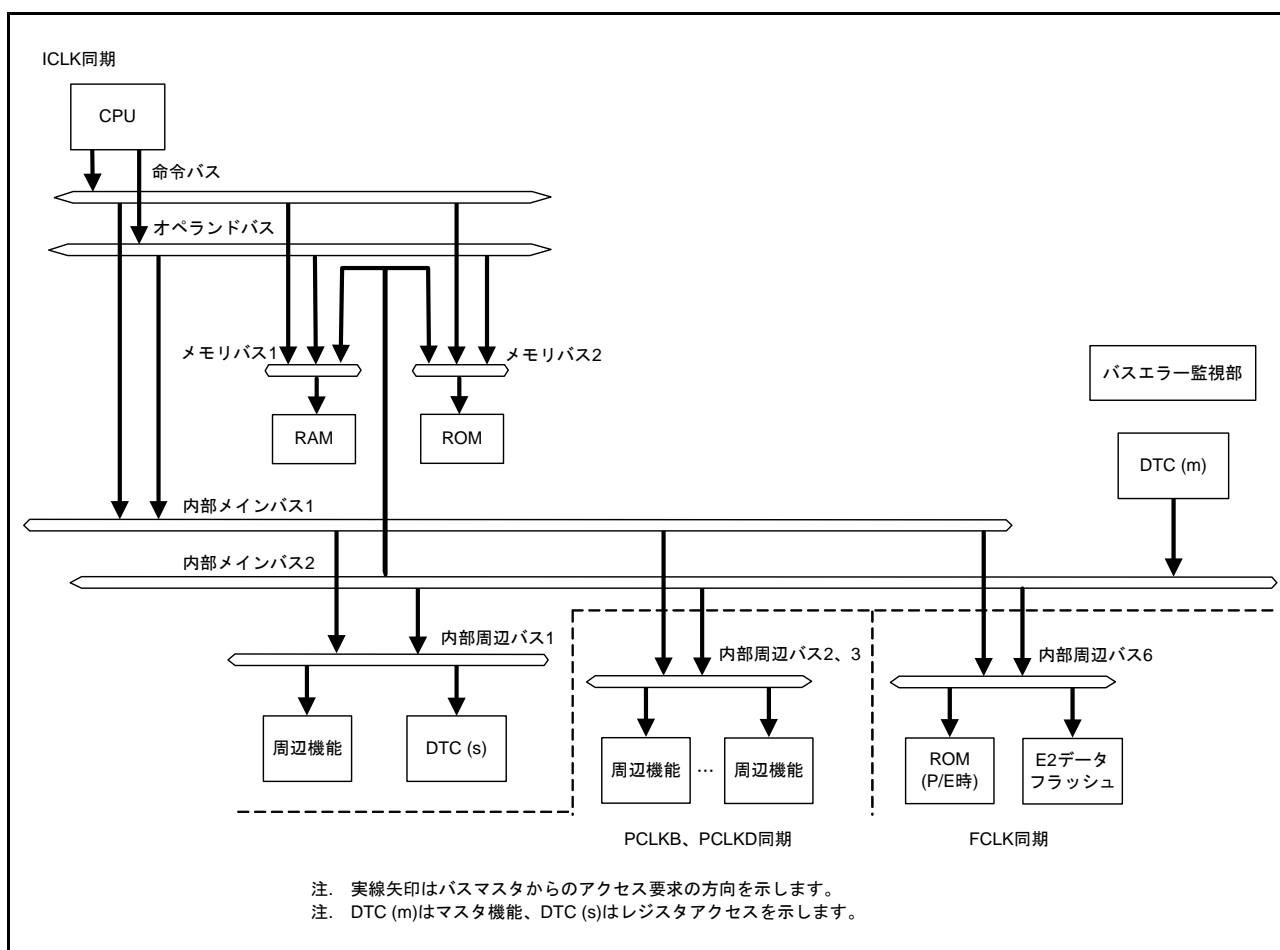 ICLK同期
CPU
命令バス
オペランドバス
メモリバス1
メモリバス2
バスエラー監視部
RAM
ROM
DTC (m)
内部メインバス1
内部メインバス2
内部周辺バス1
内部周辺バス2、3
内部周辺バス6
周辺機能
DTC (s)
周辺機能
…
周辺機能
ROM
(P/E時)
E2データ
フラッシュ
PCLKB、PCLKD同期
FCLK同期
注. 実線矢印はバスマスタからのアクセス要求の方向を示します。
注. DTC (m)はマスタ機能、DTC (s)はレジスタアクセスを示します。